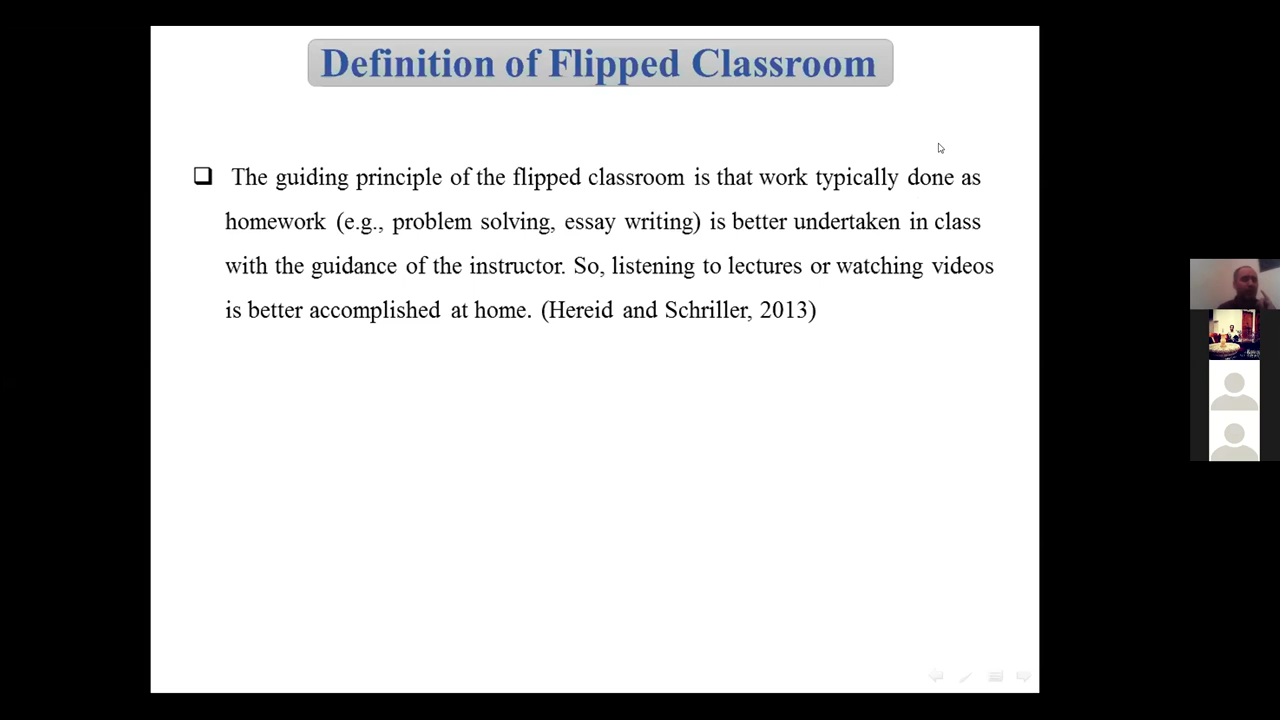 Definition of Flipped Classroom
The guiding principle of the flipped classroom is that work typically done as
homework (e.g., problem solving, essay writing) is better undertaken in class
with the guidance of the instructor. So, listening to lectures or watching videos
is better accomplished at home. (Hereid and Schriller, 2013)